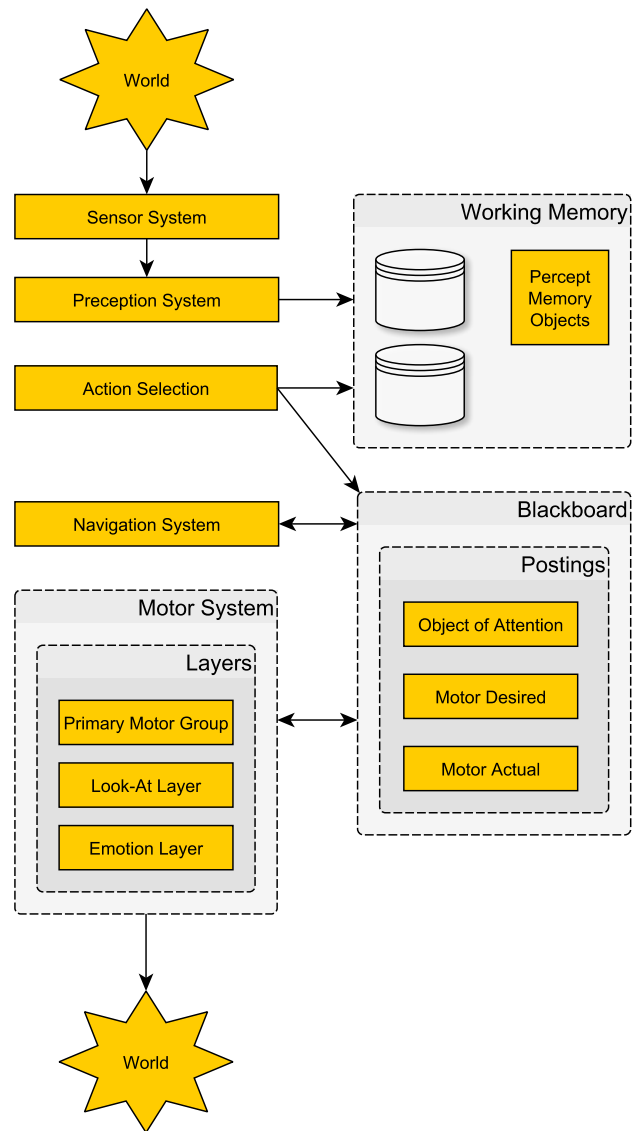 World
Sensor System
Preception System
Action Selection
Working Memory
Percept
Memory
Objects
Navigation System
Blackboard
Postings
Object of Attention
Motor Desired
Motor Actual
Motor System
Layers
Primary Motor Group
Look-At Layer
Emotion Layer
World